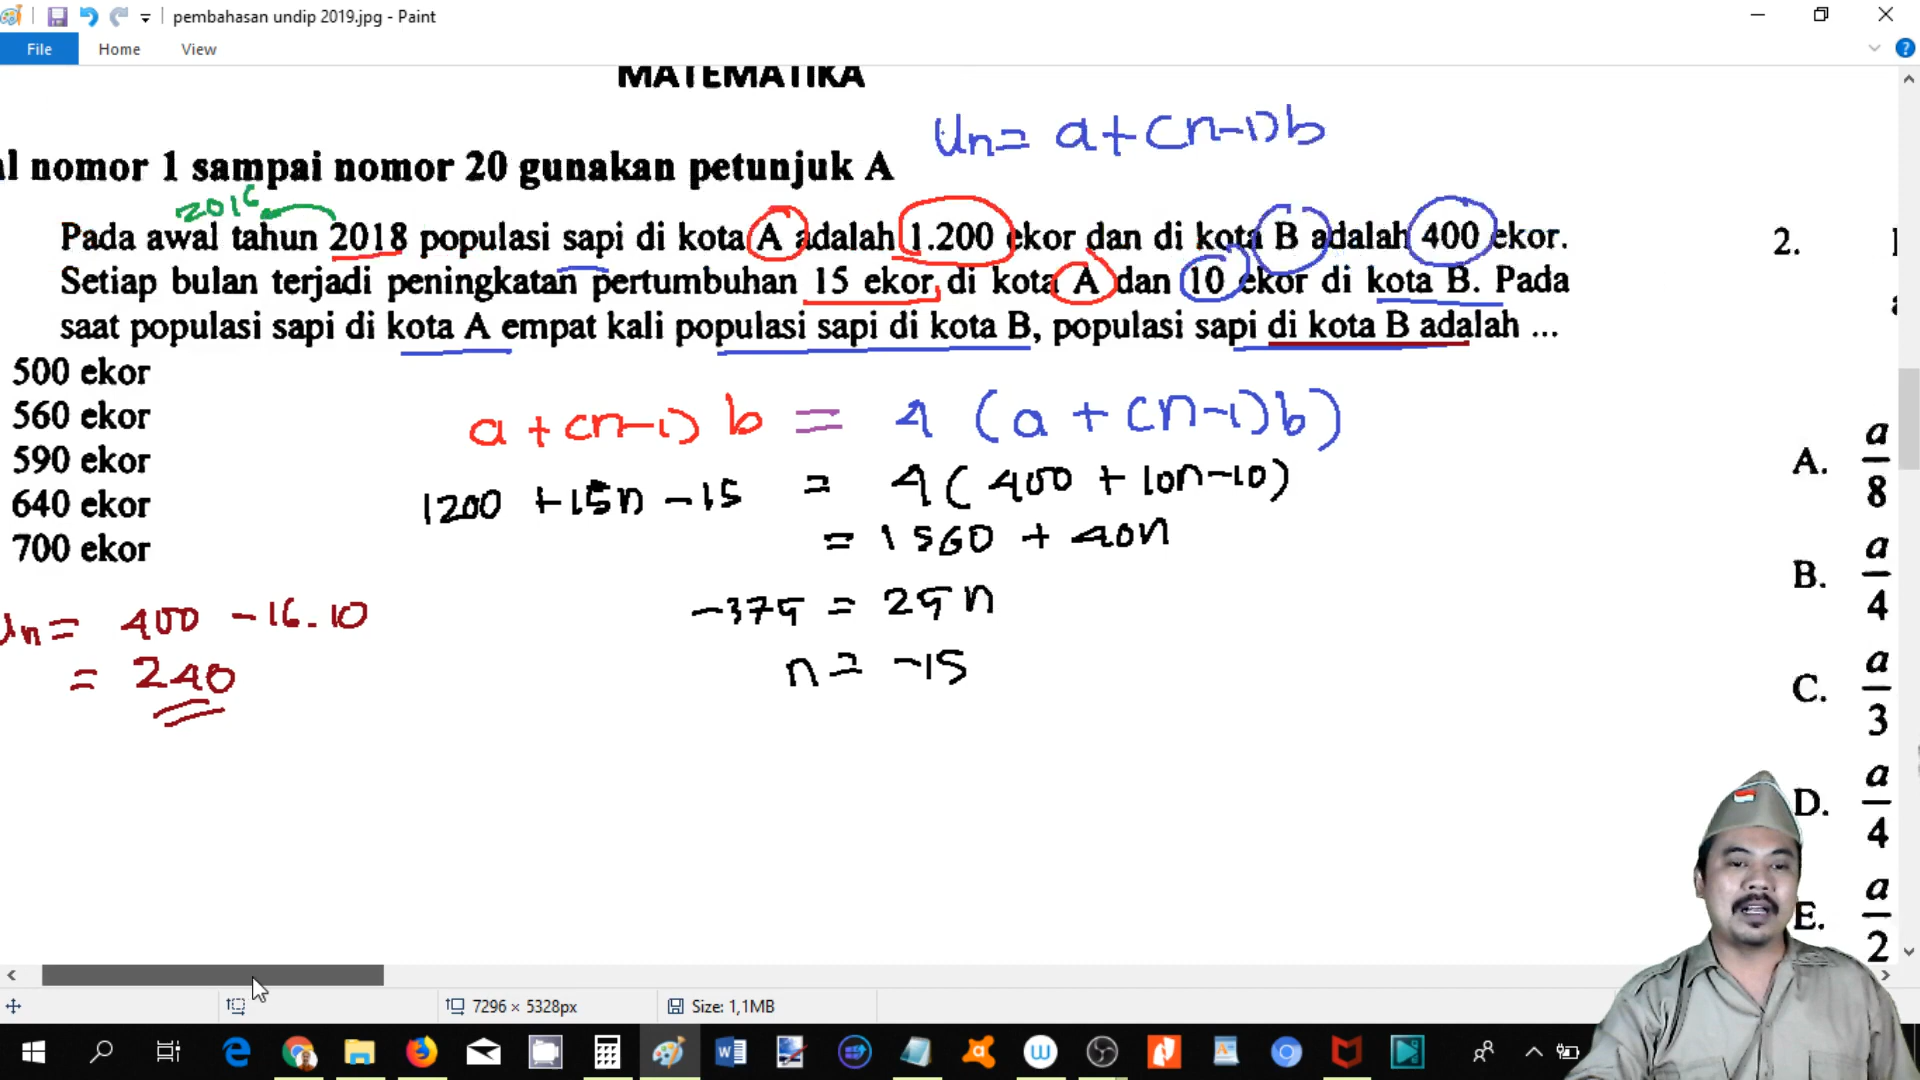 pembahasan undip 2019.jpg - Paint
File Home View
MATEMATIKA
Un = a + (n-1)b
al nomor 1 sampai nomor 20 gunakan petunjuk A
2016
Pada awal tahun 2018 populasi sapi di kota A adalah 1.200 ekor dan di kota B adalah 400 ekor.
Setiap bulan terjadi peningkatan pertumbuhan 15 ekor di kota A dan 10 ekor di kota B. Pada
saat populasi sapi di kota A empat kali populasi sapi di kota B, populasi sapi di kota B adalah ...
500 ekor
560 ekor
590 ekor
640 ekor
700 ekor
a + (n-1) b = 4 (a + (n-1)b)
1200 + 15n - 15 = 4 (400 + 10n-10)
= 1560 + 40n
-375 = 25n
n = -15
Un = 400 - 16.10
= 240
2.
A. a/8
B. a/4
C. a/3
D. a/4
E. a/2
7296 × 5328px
Size: 1,1MB